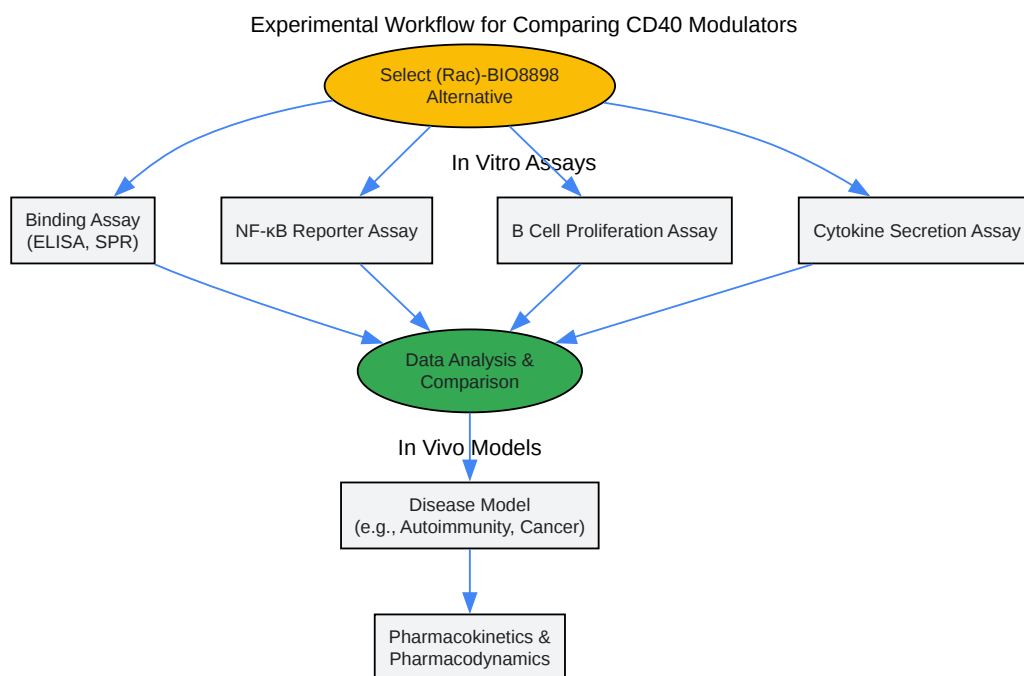 Experimental Workflow for Comparing CD40 Modulators
Select (Rac)-BIO8898
Alternative
In Vitro Assays
Binding Assay
(ELISA, SPR)
NF-κB Reporter Assay
B Cell Proliferation Assay
Cytokine Secretion Assay
Data Analysis &
Comparison
In Vivo Models
Disease Model
(e.g., Autoimmunity, Cancer)
Pharmacokinetics &
Pharmacodynamics